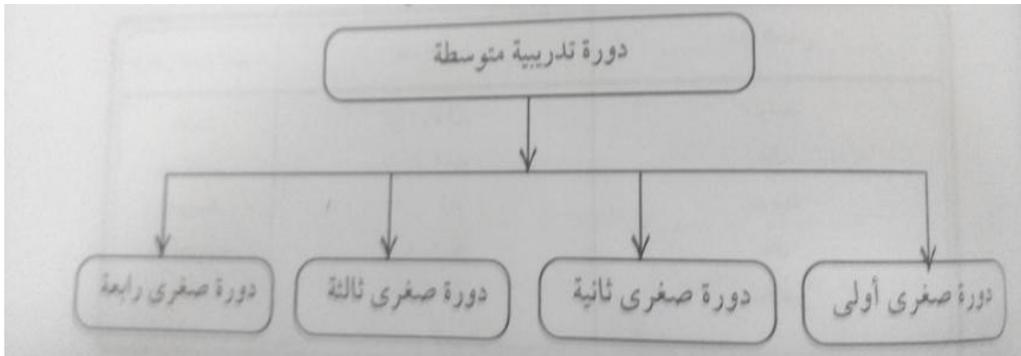 دورة تدريبية متوسطة
دورة صغرى أولى
دورة صغرى ثانية
دورة صغرى ثالثة
دورة صغرى رابعة